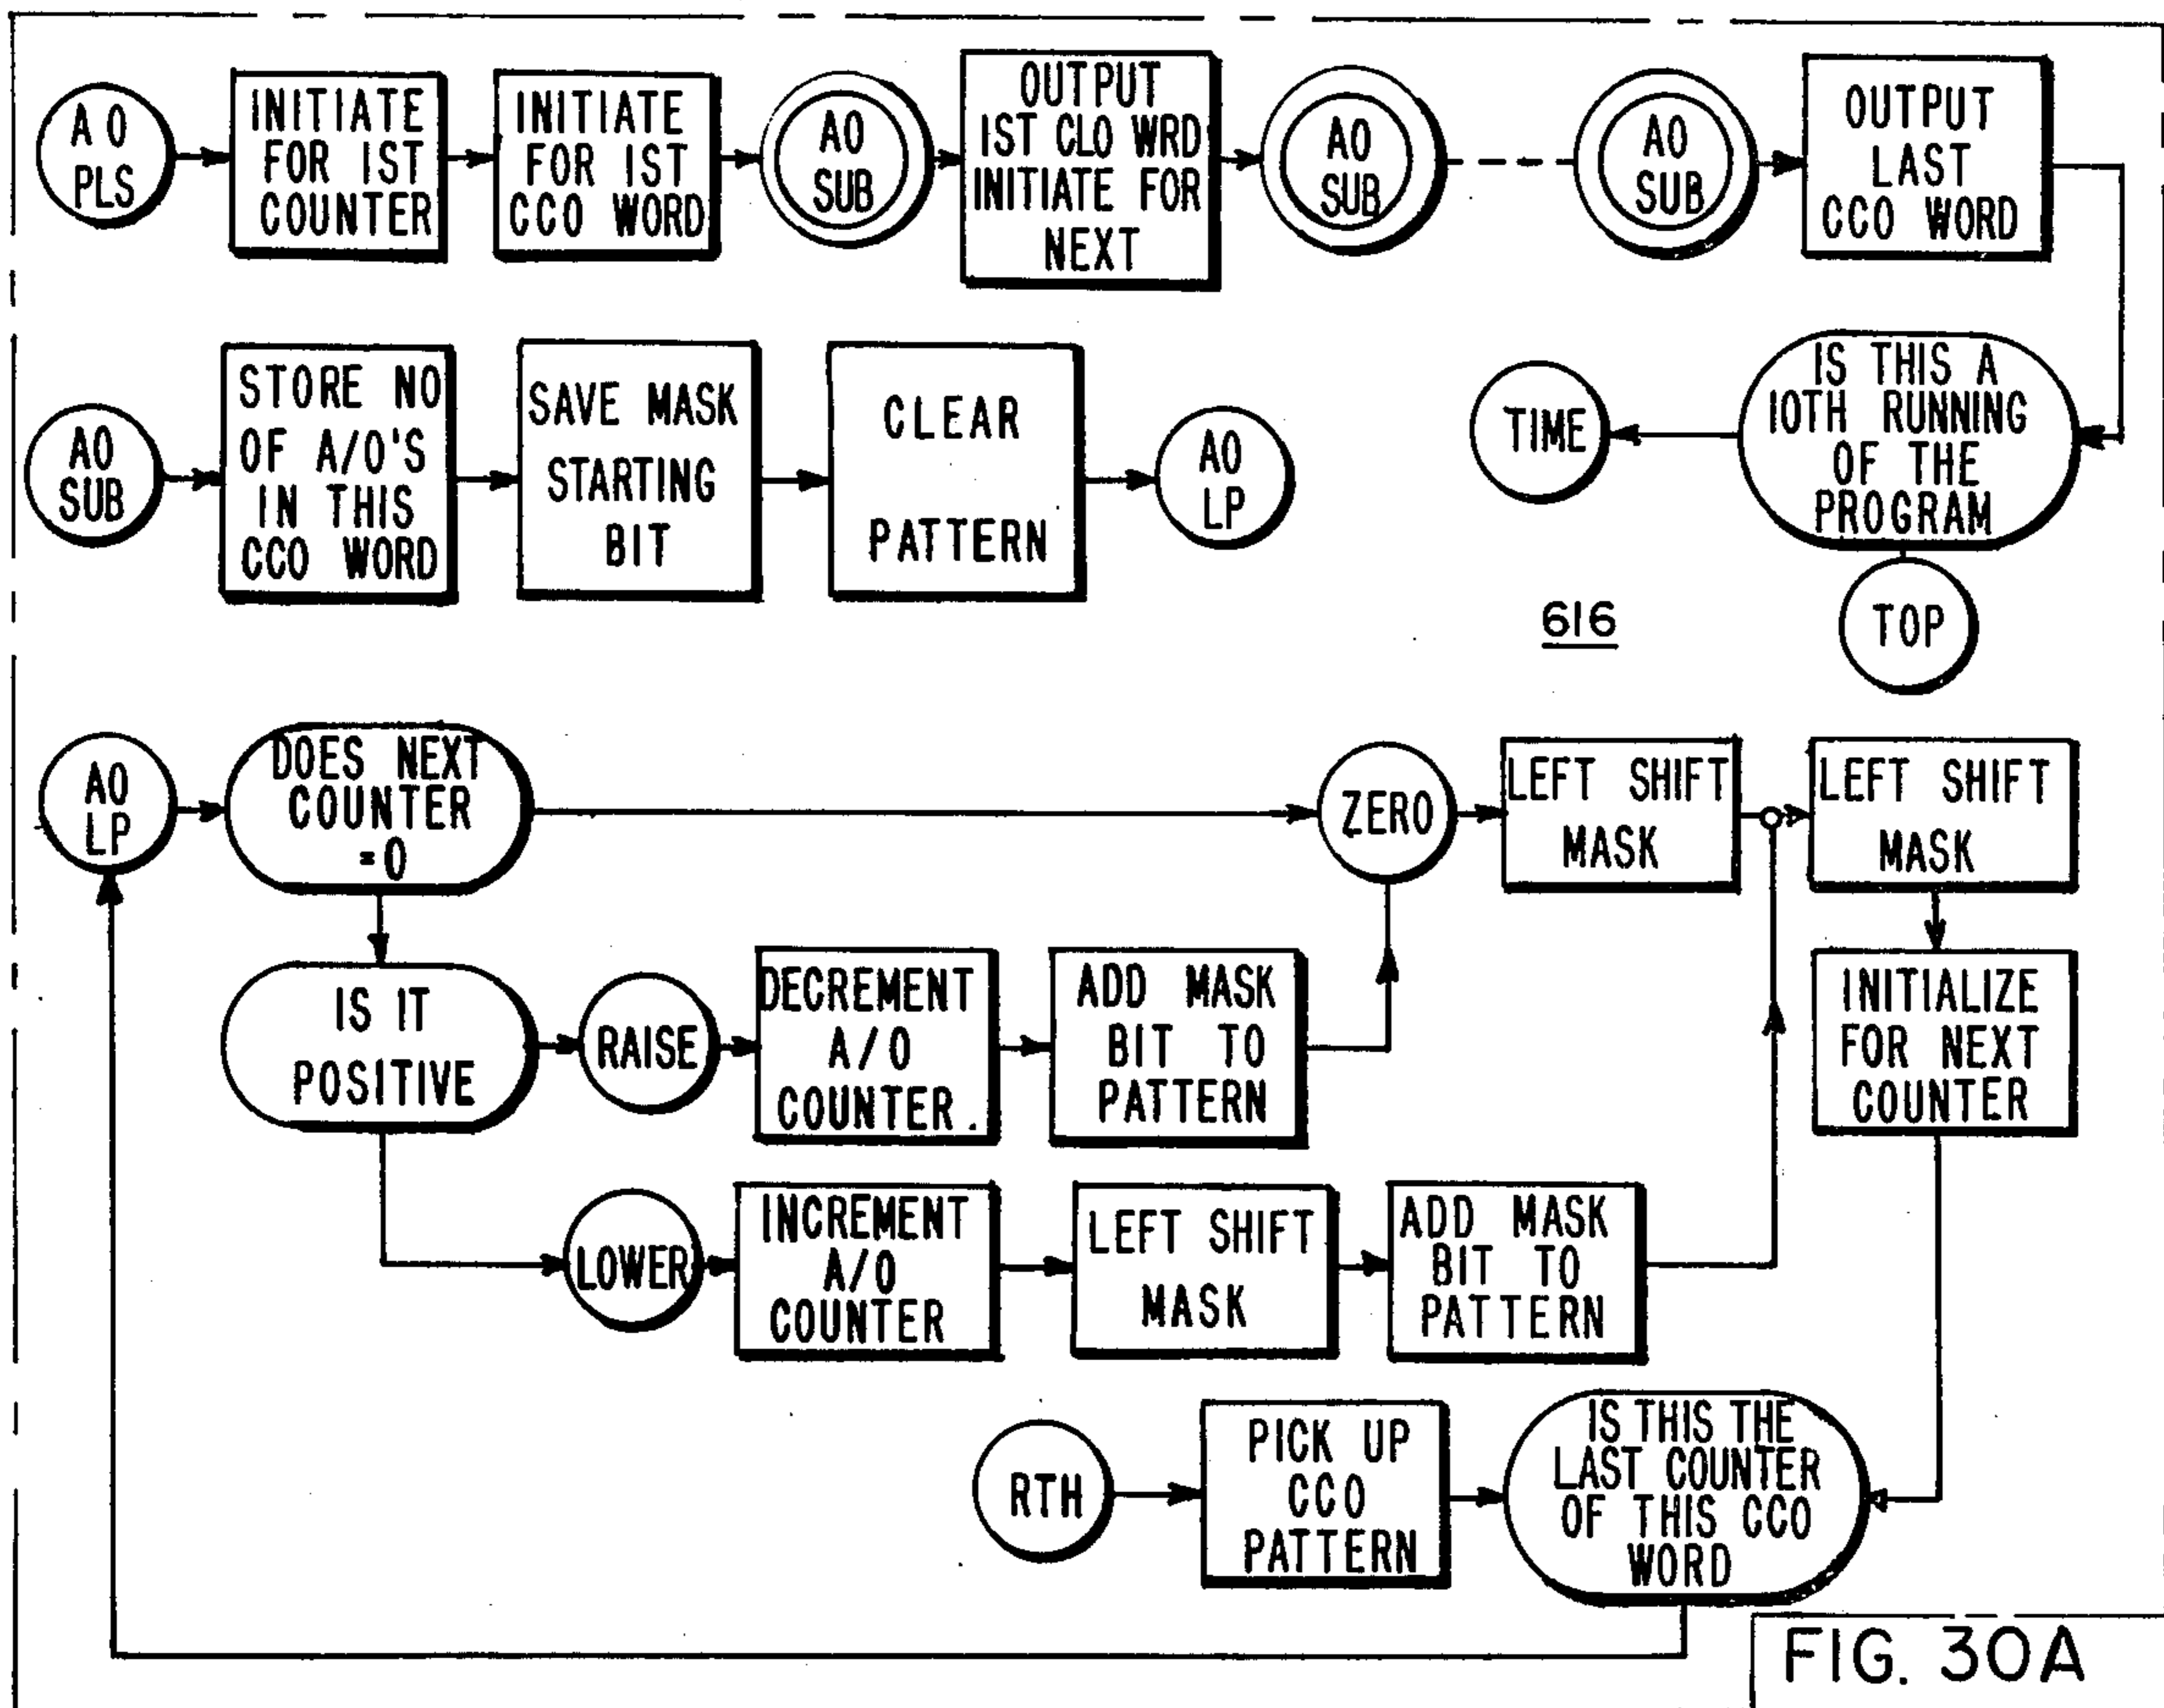 A O
PLS
INITIATE
FOR IST
COUNTER
INITIATE
FOR IST
CCO WORD
AO
SUB
OUTPUT
IST CLO WRD
INITIATE FOR
NEXT
AO
SUB
AO
SUB
OUTPUT
LAST
CCO WORD
AO
SUB
STORE NO
OF A/O'S
IN THIS
CCO WORD
SAVE MASK
STARTING
BIT
CLEAR
PATTERN
AO
LP
TIME
IS THIS A
IOTH RUNNING
OF THE
PROGRAM
TOP
616
AO
LP
DOES NEXT
COUNTER
=0
ZERO
LEFT SHIFT
MASK
LEFT SHIFT
MASK
IS IT
POSITIVE
RAISE
DECREMENT
A/O
COUNTER.
ADD MASK
BIT TO
PATTERN
INITIALIZE
FOR NEXT
COUNTER
LOWER
INCREMENT
A/O
COUNTER
LEFT SHIFT
MASK
ADD MASK
BIT TO
PATTERN
RTH
PICK UP
CCO
PATTERN
IS THIS THE
LAST COUNTER
OF THIS CCO
WORD
FIG. 30A